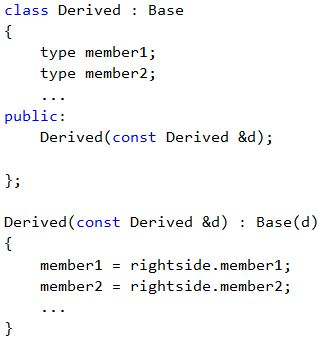 class Derived : Base
{
type member1;
type member2;
...
public:
Derived(const Derived &d);
};
Derived(const Derived &d) : Base(d)
{
member1 = rightside.member1;
member2 = rightside.member2;
...
}